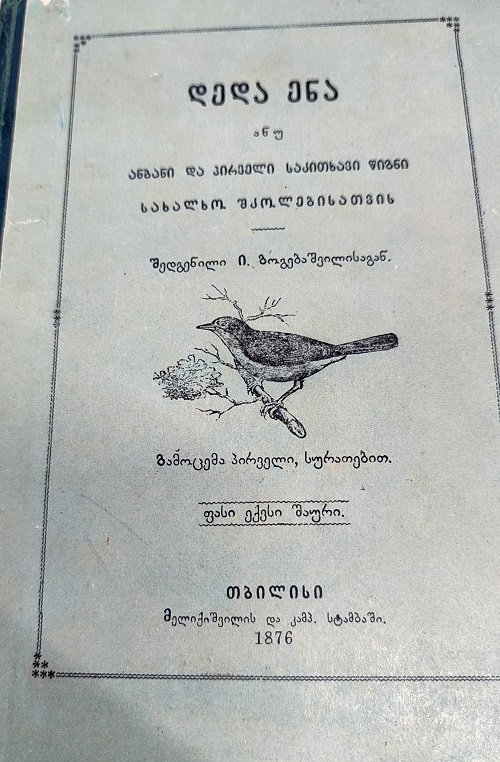 დედა ენა
ანუ
ანბანი და პირველი საკითხავი წიგნი
სახალხო შკოლებისათვის
შედგენილი ი. გოგებაშვილისაგან.
გამოცემა პირველი, სურათებით.
ფასი ექვსი შაური.
თბილისი
მელიქიშვილის და კამპ. სტამბაში.
1876